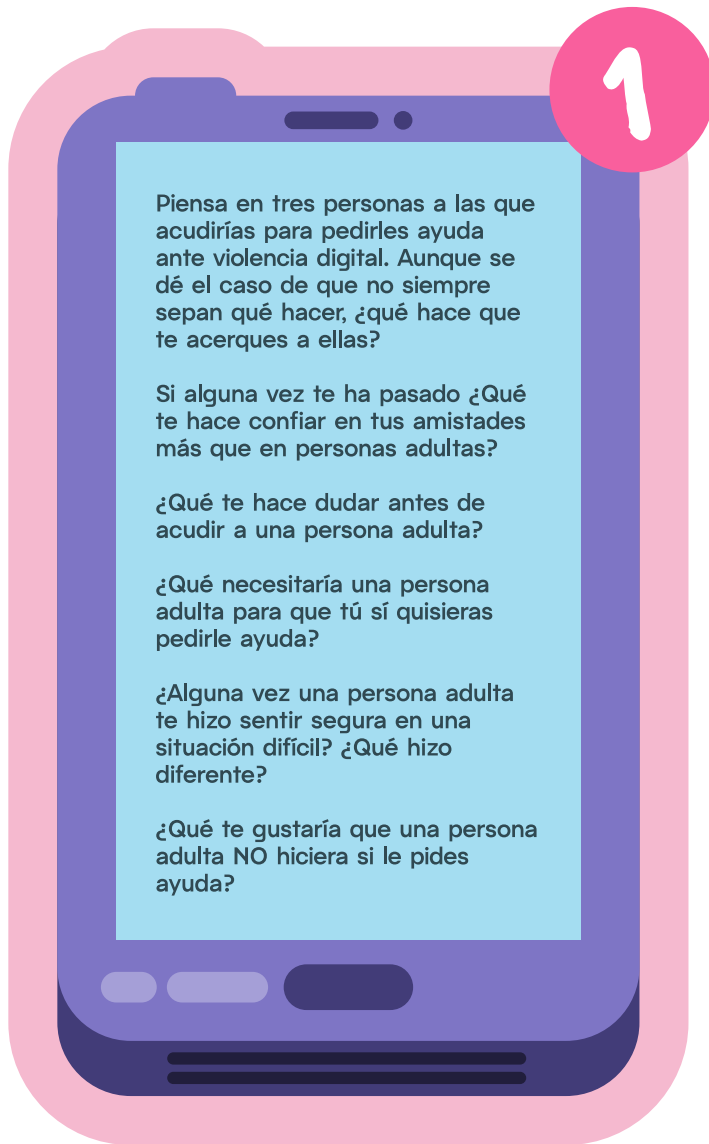 1
Piensa en tres personas a las que
acudirías para pedirles ayuda
ante violencia digital. Aunque se
dé el caso de que no siempre
sepan qué hacer, ¿qué hace que
te acerques a ellas?
Si alguna vez te ha pasado ¿Qué
te hace confiar en tus amistades
más que en personas adultas?
¿Qué te hace dudar antes de
acudir a una persona adulta?
¿Qué necesitaría una persona
adulta para que tú sí quisieras
pedirle ayuda?
¿Alguna vez una persona adulta
te hizo sentir segura en una
situación difícil? ¿Qué hizo
diferente?
¿Qué te gustaría que una persona
adulta NO hiciera si le pides
ayuda?